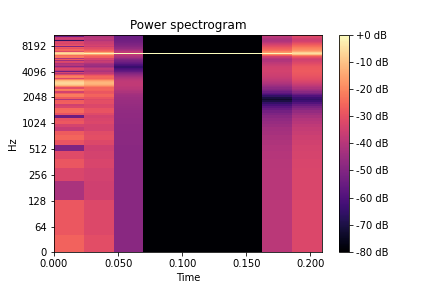 Power spectrogram
Hz
8192
4096
2048
1024
512
256
128
64
0
0.000 0.050 0.100 0.150 0.200
Time
+0 dB
-10 dB
-20 dB
-30 dB
-40 dB
-50 dB
-60 dB
-70 dB
-80 dB